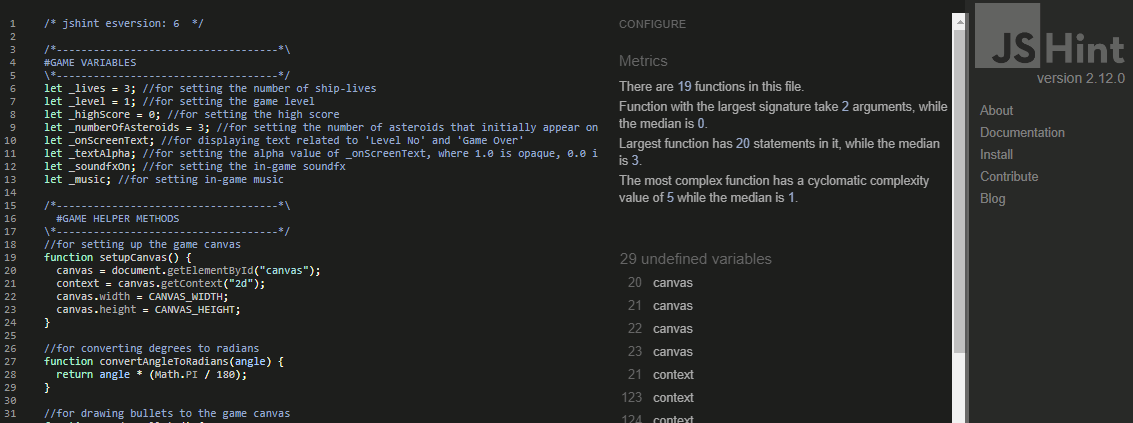 1 /* jshint esversion: 6 */
2
3 /*-----------------------------------*\
4 #GAME VARIABLES
5 \*-----------------------------------*/
6 let _lives = 3; //for setting the number of ship-lives
7 let _level = 1; //for setting the game level
8 let _highScore = 0; //for setting the high score
9 let _numberOfAsteroids = 3; //for setting the number of asteroids that initially appear on
10 let _onScreenText; //for displaying text related to 'Level No' and 'Game Over'
11 let _textAlpha; //for setting the alpha value of _onScreenText, where 1.0 is opaque, 0.0 i
12 let _soundfxOn; //for setting the in-game soundfx
13 let _music; //for setting in-game music
14
15 /*-----------------------------------*\
16 #GAME HELPER METHODS
17 \*-----------------------------------*/
18 //for setting up the game canvas
19 function setupCanvas() {
20 canvas = document.getElementById("canvas");
21 context = canvas.getContext("2d");
22 canvas.width = CANVAS_WIDTH;
23 canvas.height = CANVAS_HEIGHT;
24 }
25
26 //for converting degrees to radians
27 function convertAngleToRadians(angle) {
28 return angle * (Math.PI / 180);
29 }
30
31 //for drawing bullets to the game canvas
CONFIGURE
Metrics
There are 19 functions in this file.
Function with the largest signature take 2 arguments, while
the median is 0.
Largest function has 20 statements in it, while the median
is 3.
The most complex function has a cyclomatic complexity
value of 5 while the median is 1.
29 undefined variables
20 canvas
21 canvas
22 canvas
23 canvas
21 context
123 context
124 context
JSHint
version 2.12.0
About
Documentation
Install
Contribute
Blog